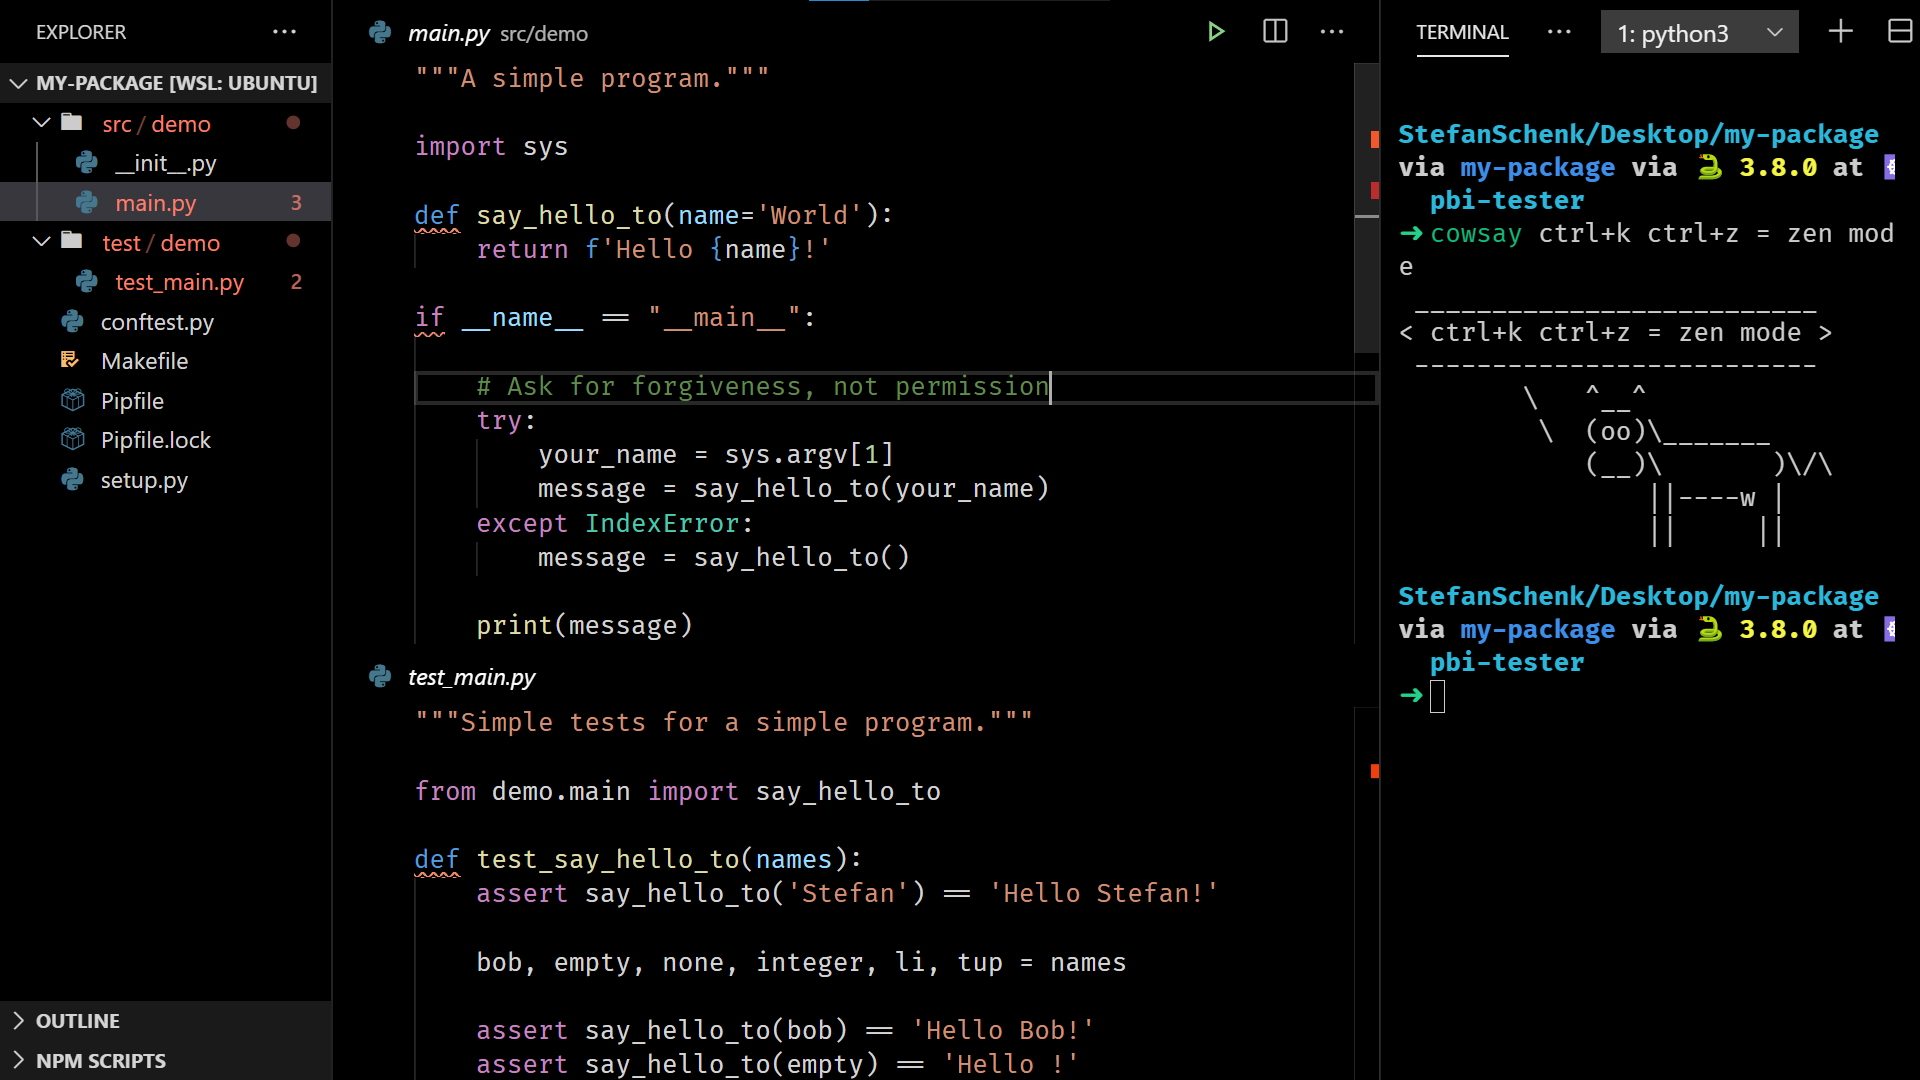 EXPLORER
MY-PACKAGE [WSL: UBUNTU]
src / demo
__init__.py
main.py 3
test / demo
test_main.py 2
conftest.py
Makefile
Pipfile
Pipfile.lock
setup.py
OUTLINE
NPM SCRIPTS
main.py src/demo
"""A simple program."""
import sys
def say_hello_to(name='World'):
return f'Hello {name}!'
if __name__ == "__main__":
# Ask for forgiveness, not permission
try:
your_name = sys.argv[1]
message = say_hello_to(your_name)
except IndexError:
message = say_hello_to()
print(message)
test_main.py
"""Simple tests for a simple program."""
from demo.main import say_hello_to
def test_say_hello_to(names):
assert say_hello_to('Stefan') == 'Hello Stefan!'
bob, empty, none, integer, li, tup = names
assert say_hello_to(bob) == 'Hello Bob!'
assert say_hello_to(empty) == 'Hello !'
TERMINAL
1: python3
StefanSchenk/Desktop/my-package
via my-package via 🐍 3.8.0 at
pbi-tester
➜ cowsay ctrl+k ctrl+z = zen mod
e
__________________________
< ctrl+k ctrl+z = zen mode >
--------------------------
\   ^__^
\  (oo)\_______
(__)\       )\/\
||----w |
||     ||
StefanSchenk/Desktop/my-package
via my-package via 🐍 3.8.0 at
pbi-tester
➜